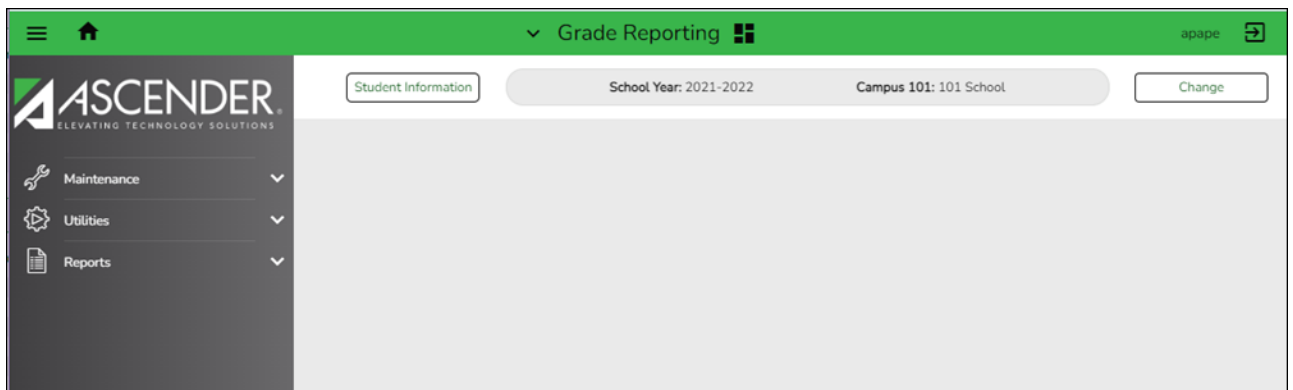 Grade Reporting
apape
ASCENDER.
ELEVATING TECHNOLOGY SOLUTIONS
Student Information
School Year: 2021-2022 Campus 101: 101 School
Change
Maintenance
Utilities
Reports